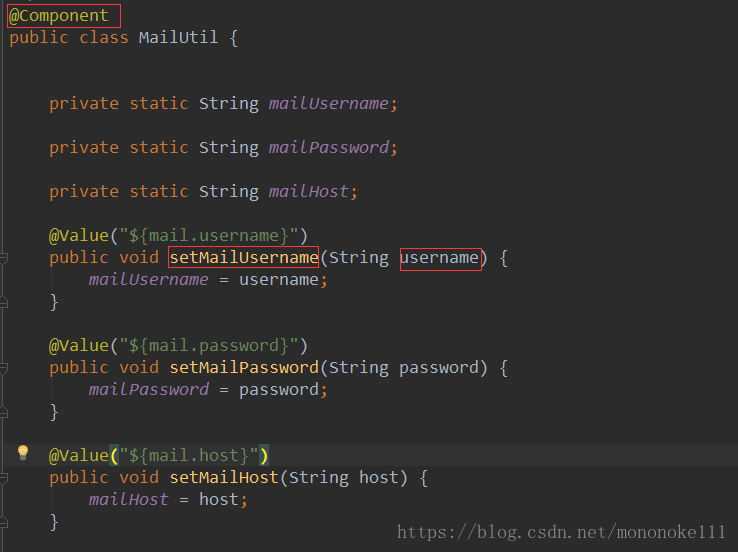 @Component
public class MailUtil {
private static String mailUsername;
private static String mailPassword;
private static String mailHost;
@Value("${mail.username}")
public void setMailUsername(String username) {
mailUsername = username;
}
@Value("${mail.password}")
public void setMailPassword(String password) {
mailPassword = password;
}
@Value("${mail.host}")
public void setMailHost(String host) {
mailHost = host;
}
https://blog.csdn.net/mononoke111